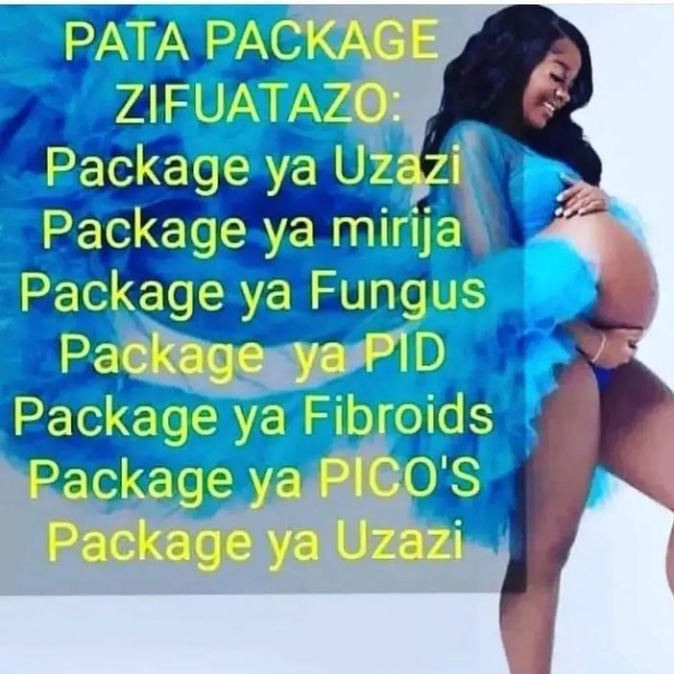 PATA PACKAGE
ZIFUATAZO:
Package ya Uzazi
Package ya mirija
Package ya Fungus
Package ya PID
Package ya Fibroids
Package ya PICO'S
Package ya Uzazi